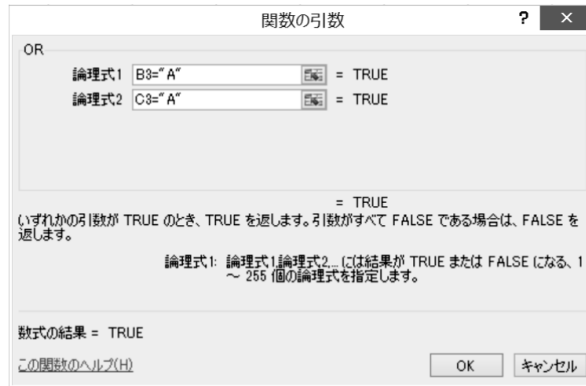 関数の引数 ? ×
OR
論理式1 B3="A" = TRUE
論理式2 C3="A" = TRUE
= TRUE
いずれかの引数が TRUE のとき、TRUE を返します。引数がすべて FALSE である場合は、FALSE を
返します。
論理式1: 論理式1,論理式2,... には結果が TRUE または FALSE になる、1
～ 255 個の論理式を指定します。
数式の結果 = TRUE
この関数のヘルプ(H) OK キャンセル